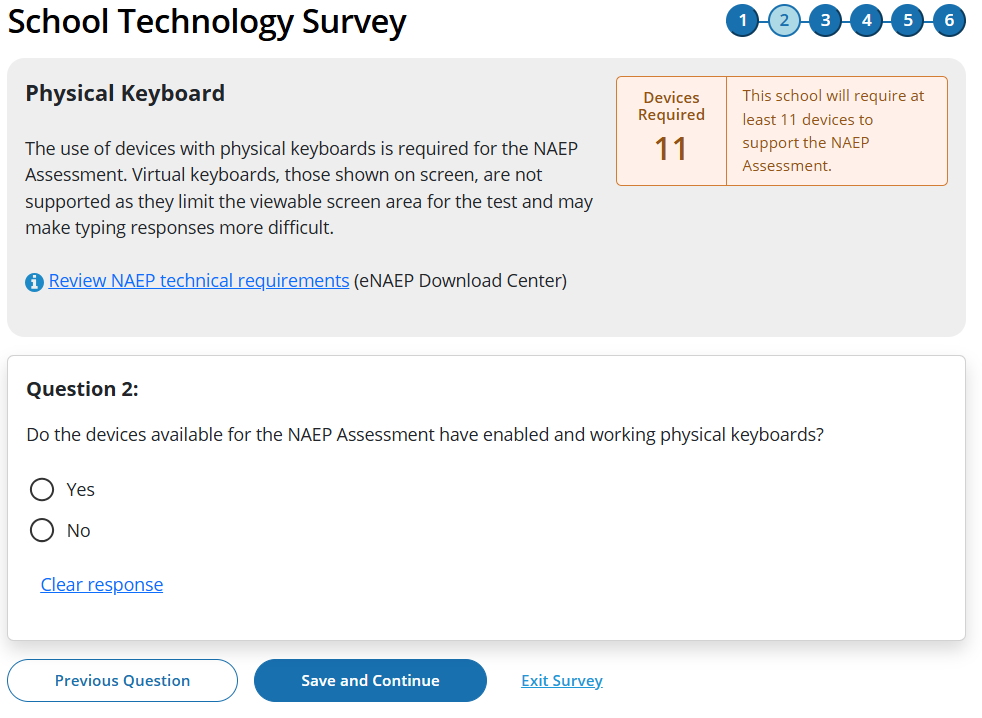 School Technology Survey
1 2 3 4 5 6
Physical Keyboard
The use of devices with physical keyboards is required for the NAEP
Assessment. Virtual keyboards, those shown on screen, are not
supported as they limit the viewable screen area for the test and may
make typing responses more difficult.
Review NAEP technical requirements (eNAEP Download Center)
Devices
Required
11
This school will require at
least 11 devices to
support the NAEP
Assessment.
Question 2:
Do the devices available for the NAEP Assessment have enabled and working physical keyboards?
Yes
No
Clear response
Previous Question
Save and Continue
Exit Survey